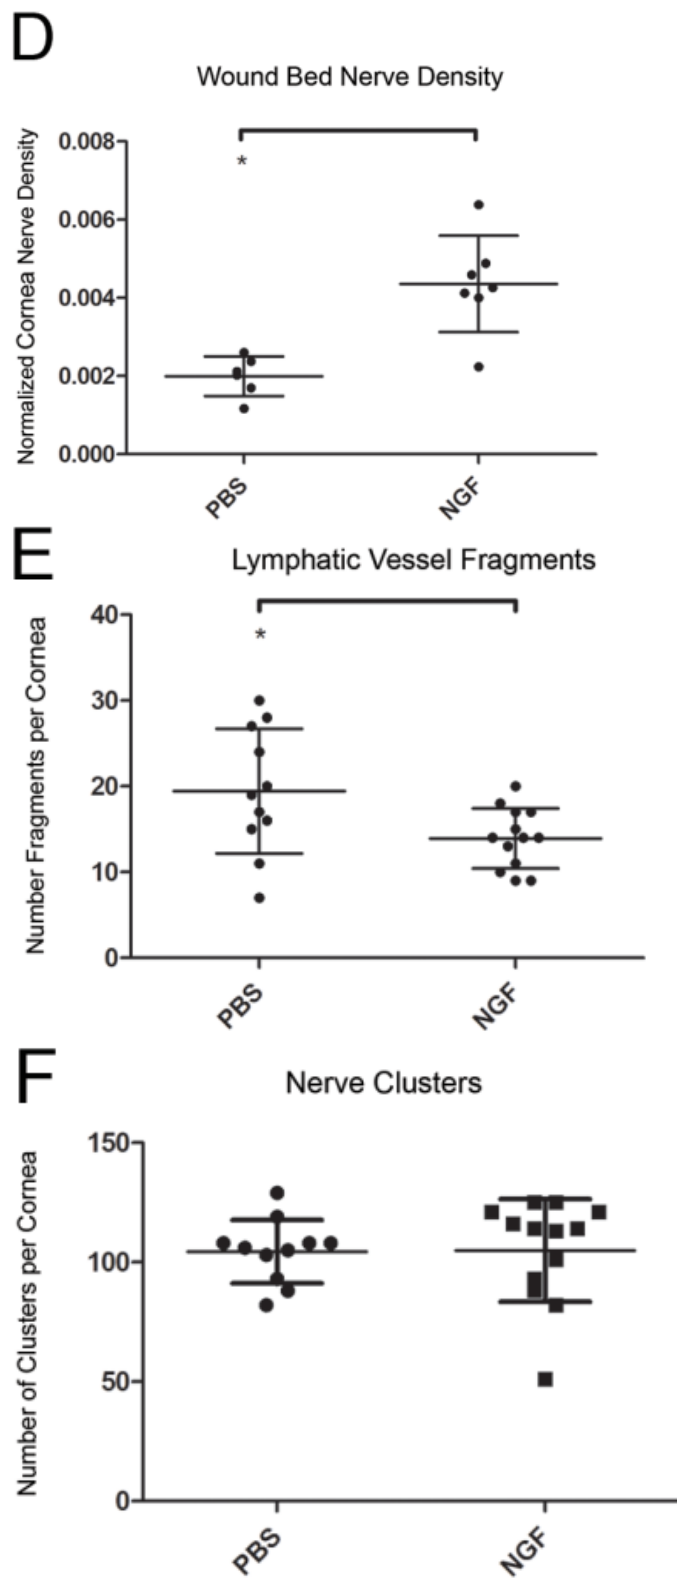 D
Wound Bed Nerve Density
Normalized Cornea Nerve Density
0.008
*
0.006
0.004
0.002
0.000
PBS
NGF
E
Lymphatic Vessel Fragments
Number Fragments per Cornea
40
*
30
20
10
0
PBS
NGF
F
Nerve Clusters
Number of Clusters per Cornea
150
100
50
0
PBS
NGF